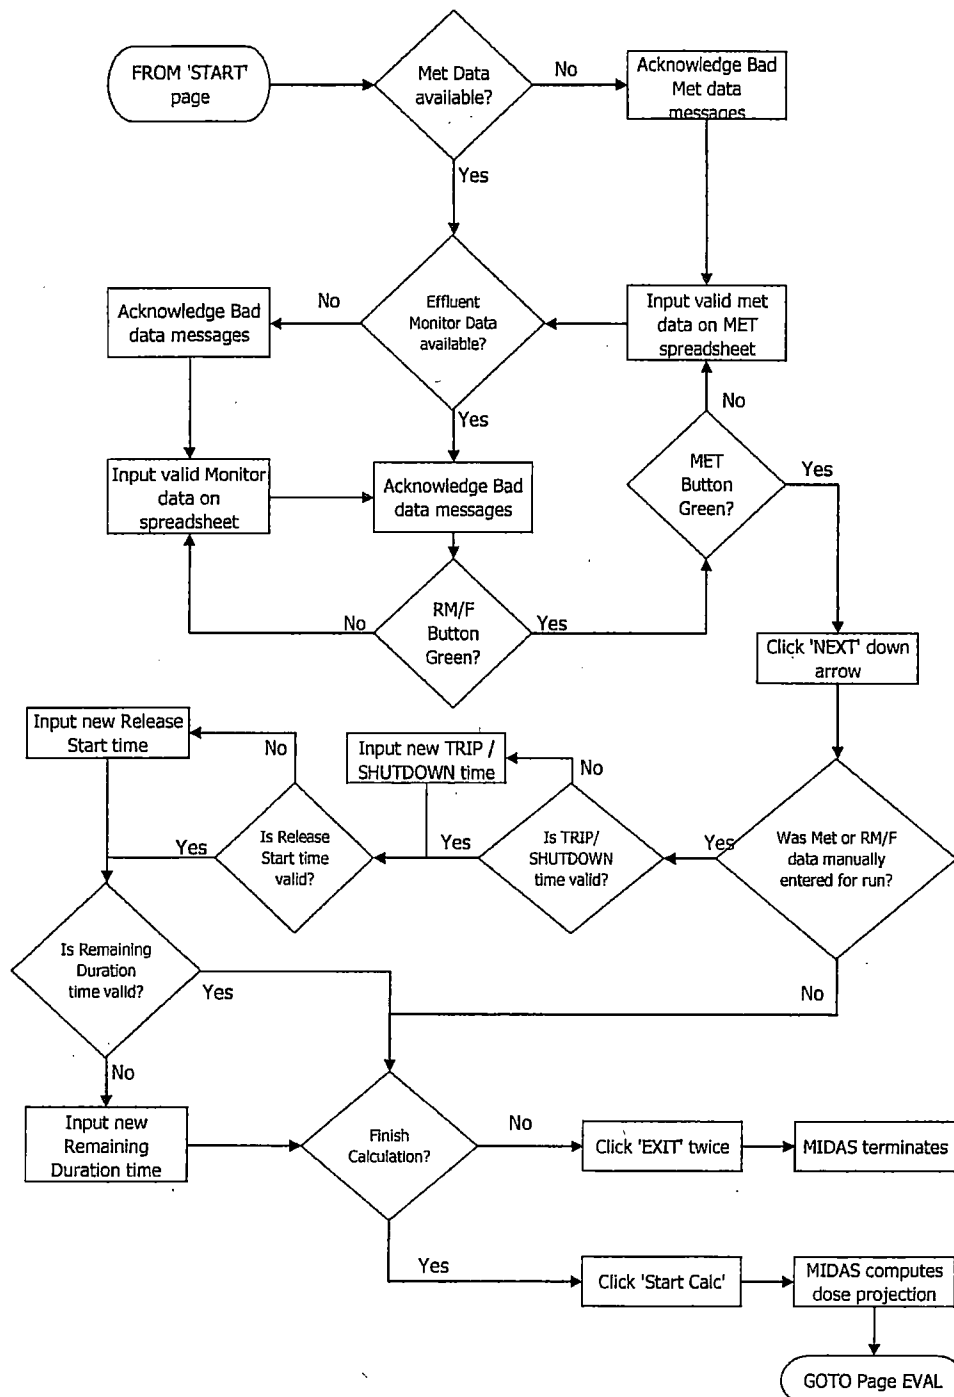 FROM 'START'
page
Met Data
available?
No
Acknowledge Bad
Met data
messages
Yes
Effluent
Monitor Data
available?
No
Acknowledge Bad
data messages
Input valid met
data on MET
spreadsheet
Yes
No
Input valid Monitor
data on
spreadsheet
Acknowledge Bad
data messages
MET
Button
Green?
Yes
No
RM/F
Button
Green?
Yes
Click 'NEXT' down
arrow
Input new Release
Start time
No
Input new TRIP /
SHUTDOWN time
No
Yes
Is Release
Start time
valid?
Yes
Is TRIP/
SHUTDOWN
time valid?
Yes
Was Met or RM/F
data manually
entered for run?
Is Remaining
Duration
time valid?
Yes
No
No
Input new
Remaining
Duration time
Finish
Calculation?
No
Click 'EXIT' twice
MIDAS terminates
Yes
Click 'Start Calc'
MIDAS computes
dose projection
GOTO Page EVAL